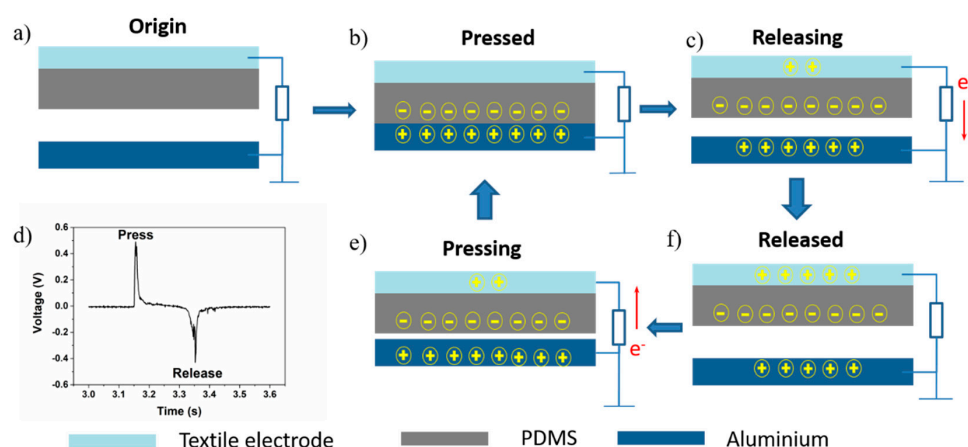 a)
Origin
b)
Pressed
c)
Releasing
e
d)
0.6
0.4
0.2
0.0
-0.2
-0.4
-0.6
Voltage (V)
Press
Release
3.0 3.1 3.2 3.3 3.4 3.5 3.6
Time (s)
e)
Pressing
e-
f)
Released
Textile electrode
PDMS
Aluminium